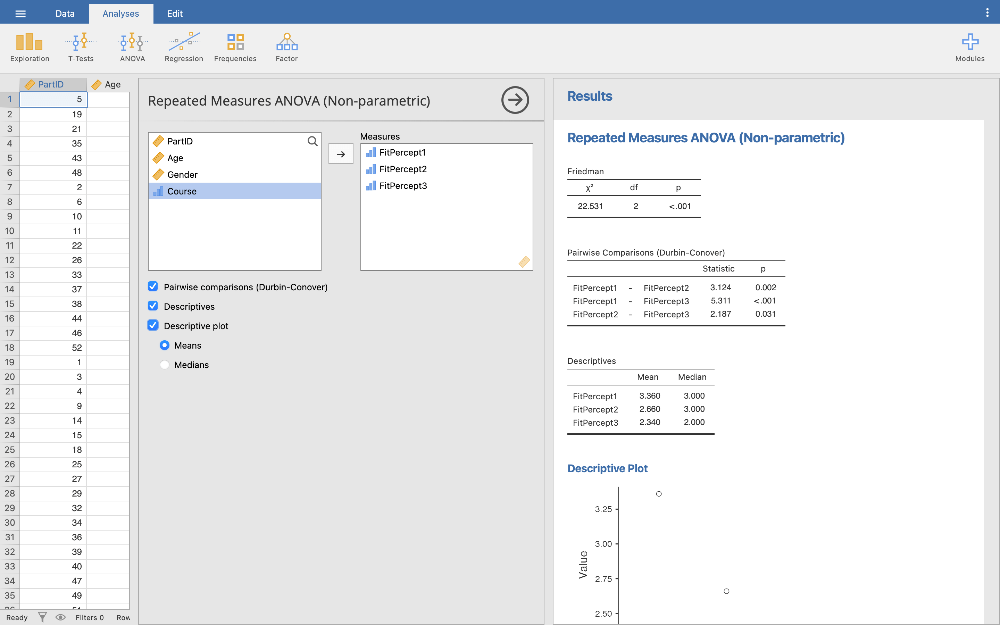 Data Analyses Edit
Exploration T-Tests ANOVA Regression Frequencies Factor Modules
PartID Age
1 5
2 19
3 21
4 35
5 43
6 48
7 2
8 6
9 10
10 11
11 22
12 26
13 33
14 37
15 38
16 44
17 46
18 52
19 1
20 3
21 4
22 9
23 14
24 15
25 18
26 25
27 27
28 29
29 32
30 34
31 36
32 39
33 40
34 47
35 49
36 51
Ready Filters 0 Row
Repeated Measures ANOVA (Non-parametric)
PartID
Age
Gender
Course
Measures
FitPercept1
FitPercept2
FitPercept3
Pairwise comparisons (Durbin-Conover)
Descriptives
Descriptive plot
Means
Medians
Results
Repeated Measures ANOVA (Non-parametric)
Friedman
χ² df p
22.531 2 <.001
Pairwise Comparisons (Durbin-Conover)
Statistic p
FitPercept1 - FitPercept2 3.124 0.002
FitPercept1 - FitPercept3 5.311 <.001
FitPercept2 - FitPercept3 2.187 0.031
Descriptives
Mean Median
FitPercept1 3.360 3.000
FitPercept2 2.660 3.000
FitPercept3 2.340 2.000
Descriptive Plot
3.25
3.00
Value
2.75
2.50